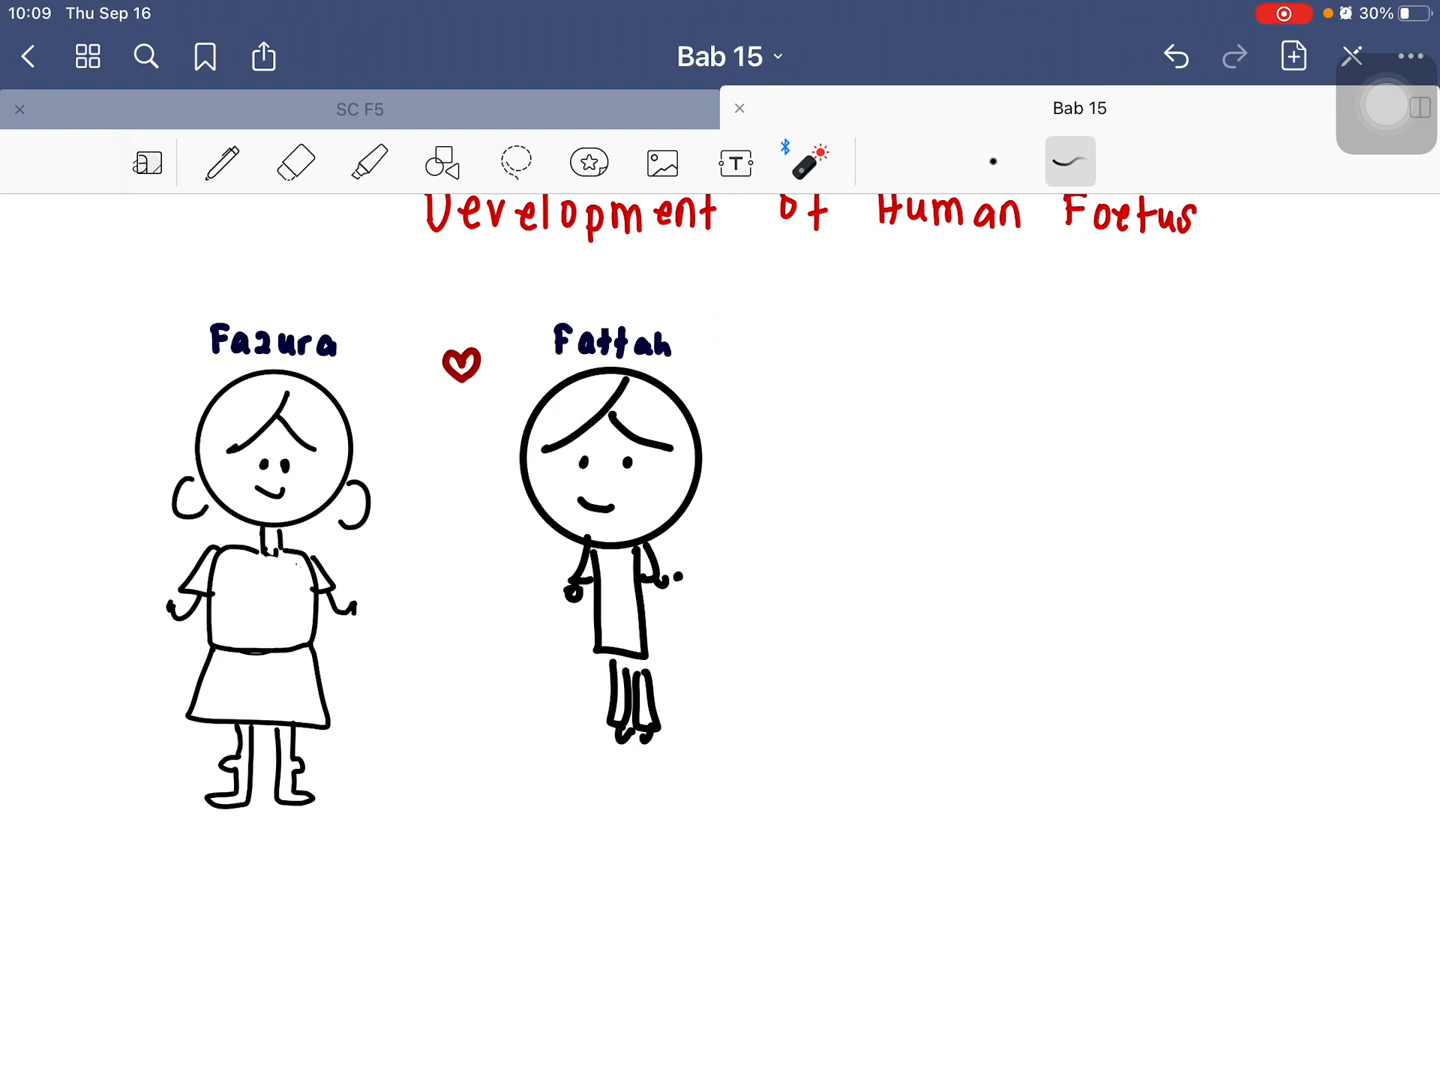 10:09 Thu Sep 16 30%
Bab 15
SC F5 Bab 15
T
Development of Human Foetus
Fazura Fattah